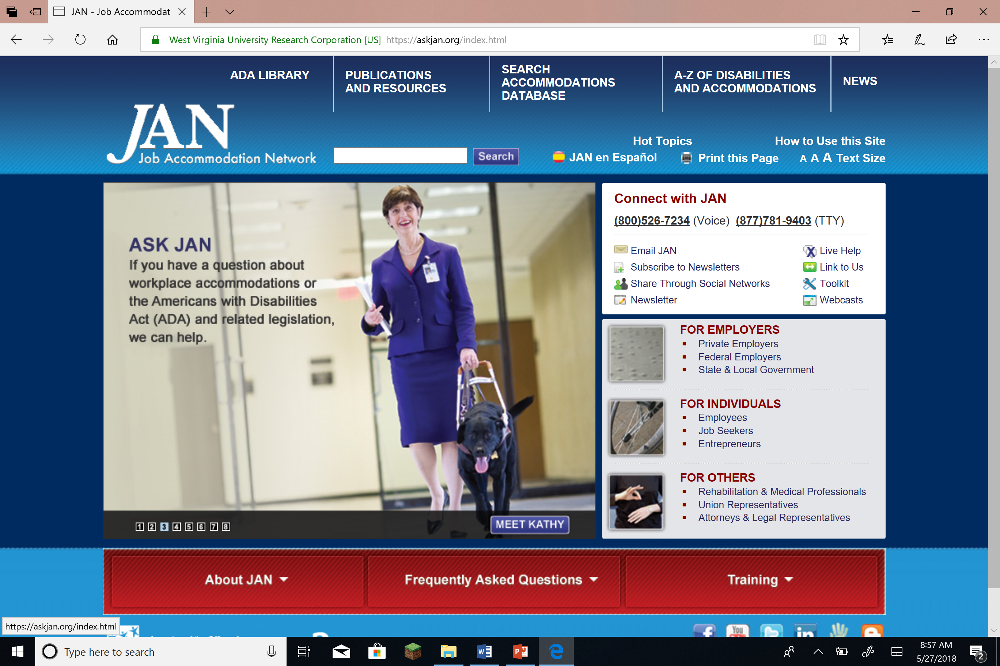 JAN - Job Accommodat
West Virginia University Research Corporation [US] https://askjan.org/index.html
ADA LIBRARY
PUBLICATIONS
AND RESOURCES
SEARCH
ACCOMMODATIONS
DATABASE
A-Z OF DISABILITIES
AND ACCOMMODATIONS
NEWS
JAN
Job Accommodation Network
Search
Hot Topics
How to Use this Site
JAN en Español
Print this Page
A A A Text Size
ASK JAN
If you have a question about
workplace accommodations or
the Americans with Disabilities
Act (ADA) and related legislation,
we can help.
1 2 3 4 5 6 7 8
MEET KATHY
Connect with JAN
(800)526-7234 (Voice) (877)781-9403 (TTY)
Email JAN
Subscribe to Newsletters
Share Through Social Networks
Newsletter
Live Help
Link to Us
Toolkit
Webcasts
FOR EMPLOYERS
Private Employers
Federal Employers
State & Local Government
FOR INDIVIDUALS
Employees
Job Seekers
Entrepreneurs
FOR OTHERS
Rehabilitation & Medical Professionals
Union Representatives
Attorneys & Legal Representatives
About JAN
Frequently Asked Questions
Training
https://askjan.org/index.html
You
in
Type here to search
8:57 AM
5/27/2018
2